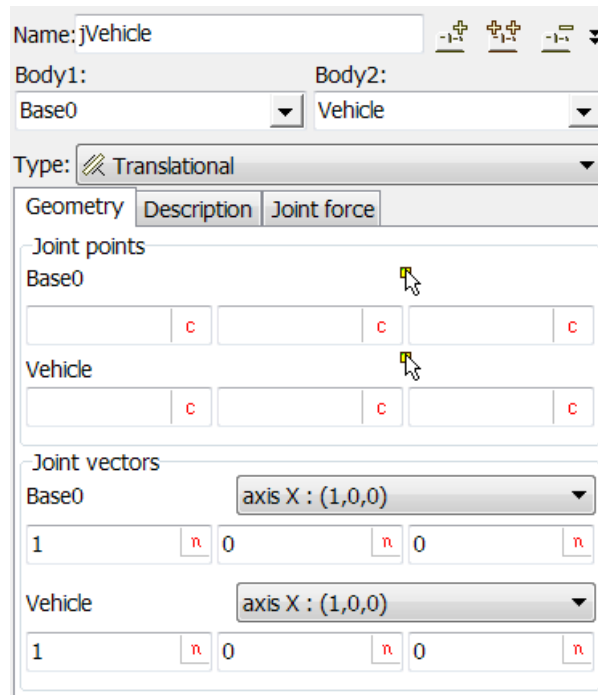 Name: jVehicle
Body1: Body2:
Base0 Vehicle
Type: Translational
Geometry Description Joint force
Joint points
Base0
c c c
Vehicle
c c c
Joint vectors
Base0 axis X : (1,0,0)
1 n 0 n 0 n
Vehicle axis X : (1,0,0)
1 n 0 n 0 n